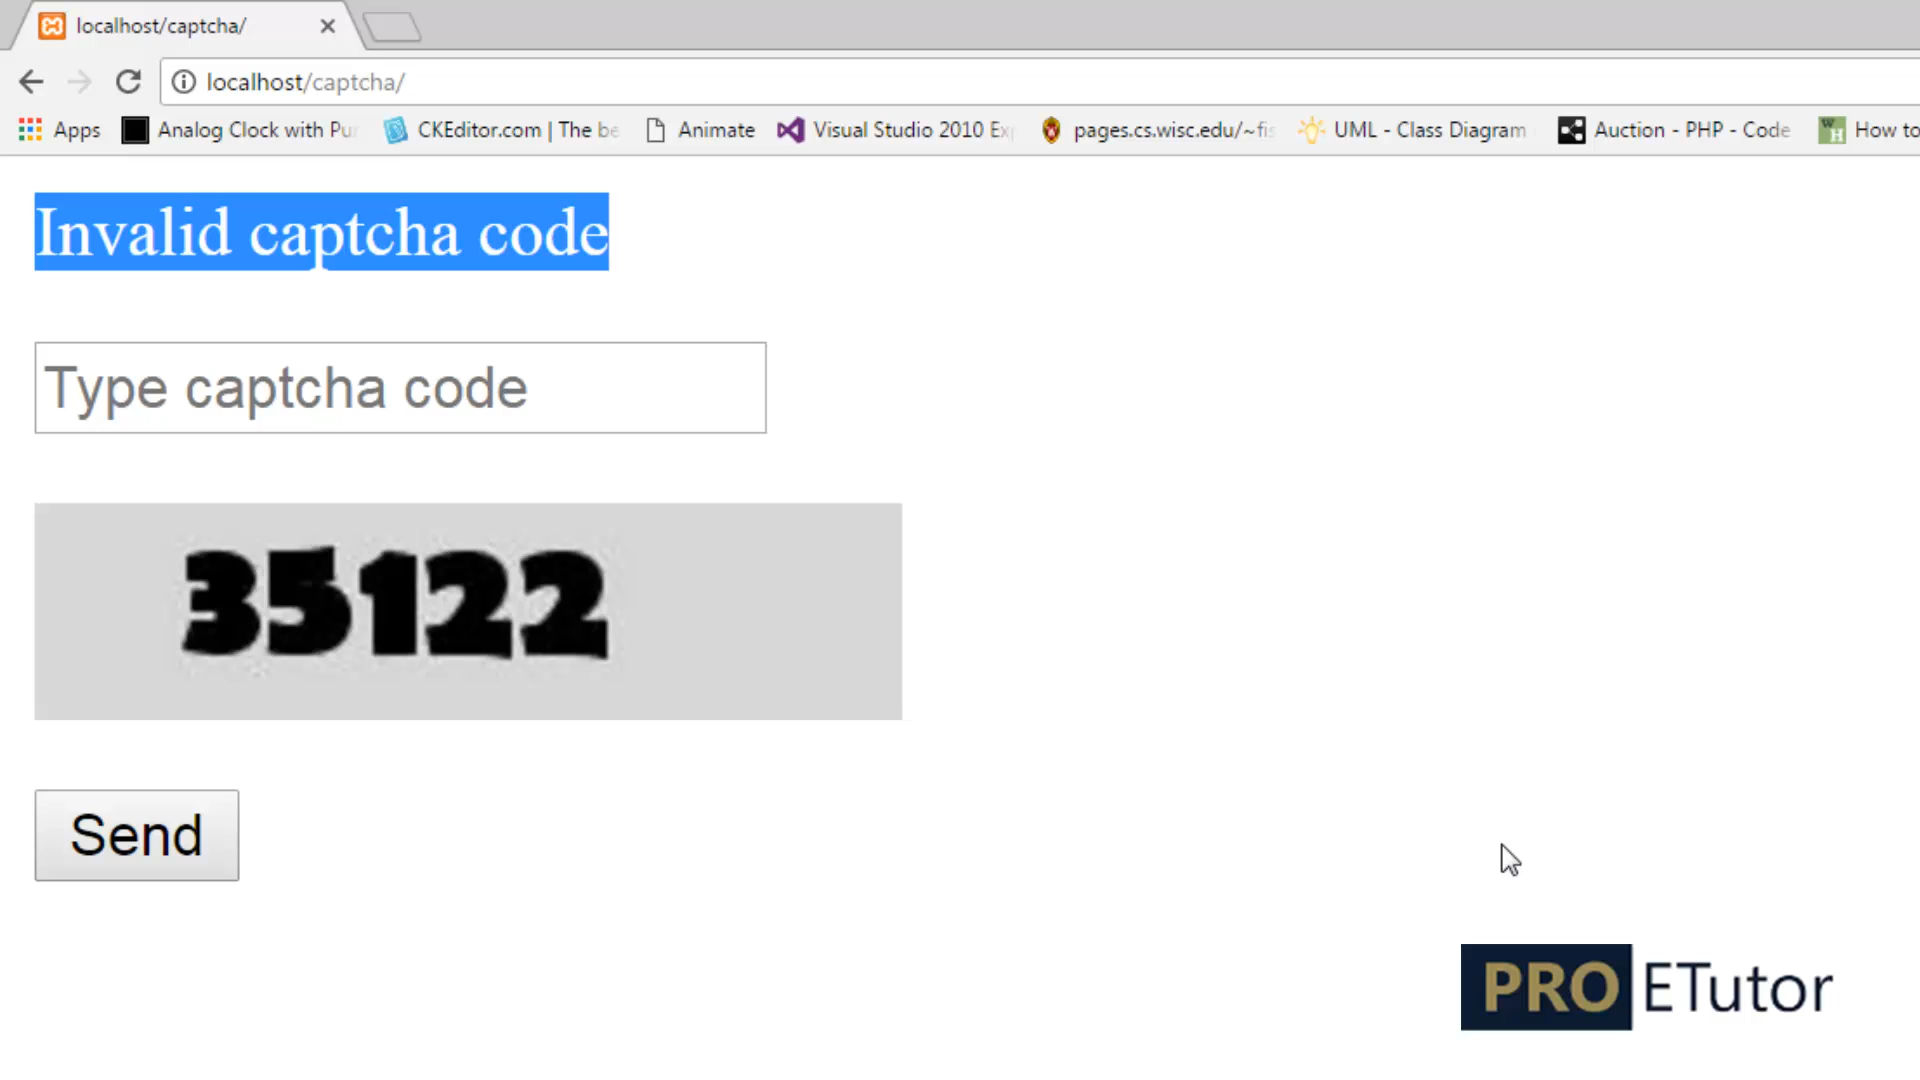 localhost/captcha/
localhost/captcha/
Apps Analog Clock with Pu CKEditor.com | The be Animate Visual Studio 2010 Ex pages.cs.wisc.edu/~fis UML - Class Diagram Auction - PHP - Code How to
Invalid captcha code
Type captcha code
35122
Send
PRO ETutor